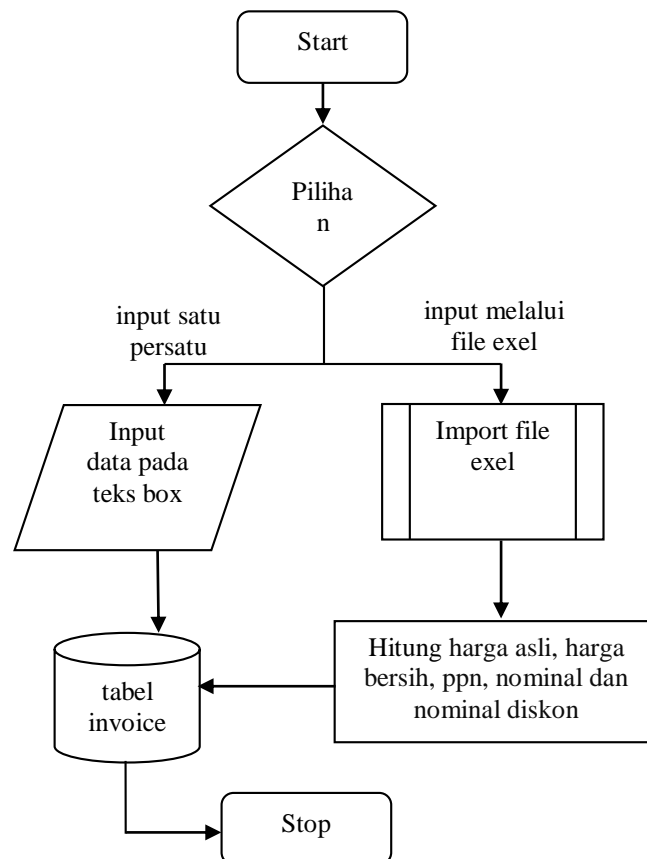 Start
Piliha
n
input satu
persatu
input melalui
file exel
Input
data pada
teks box
Import file
exel
Hitung harga asli, harga
bersih, ppn, nominal dan
nominal diskon
tabel
invoice
Stop